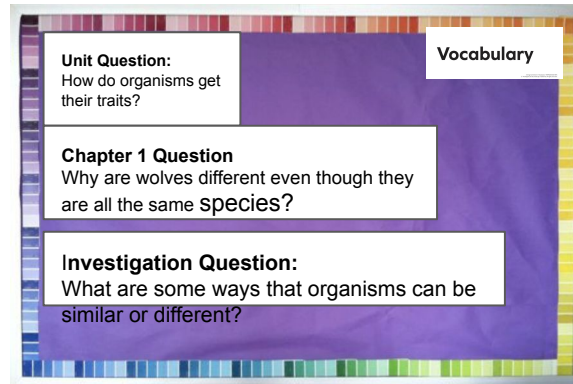 Unit Question:
How do organisms get
their traits?
Vocabulary
Chapter 1 Question
Why are wolves different even though they
are all the same species?
Investigation Question:
What are some ways that organisms can be
similar or different?